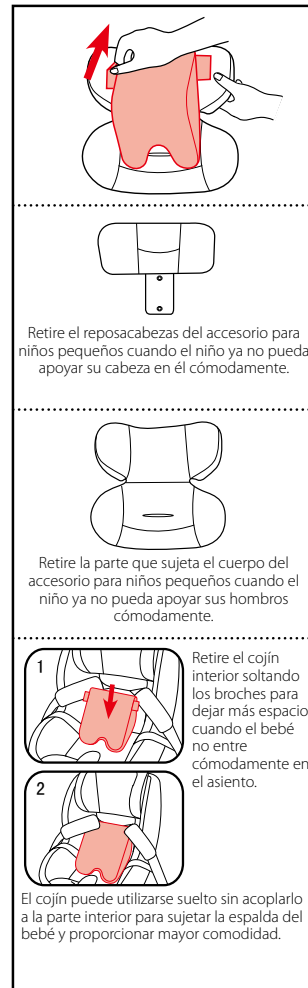 Retire el reposacabezas del accesorio para
niños pequeños cuando el niño ya no pueda
apoyar su cabeza en él cómodamente.
Retire la parte que sujeta el cuerpo del
accesorio para niños pequeños cuando el
niño ya no pueda apoyar sus hombros
cómodamente.
1
Retire el cojín
interior soltando
los broches para
dejar más espacio
cuando el bebé
no entre
cómodamente en
el asiento.
2
El cojín puede utilizarse suelto sin acoplarlo
a la parte interior para sujetar la espalda del
bebé y proporcionar mayor comodidad.